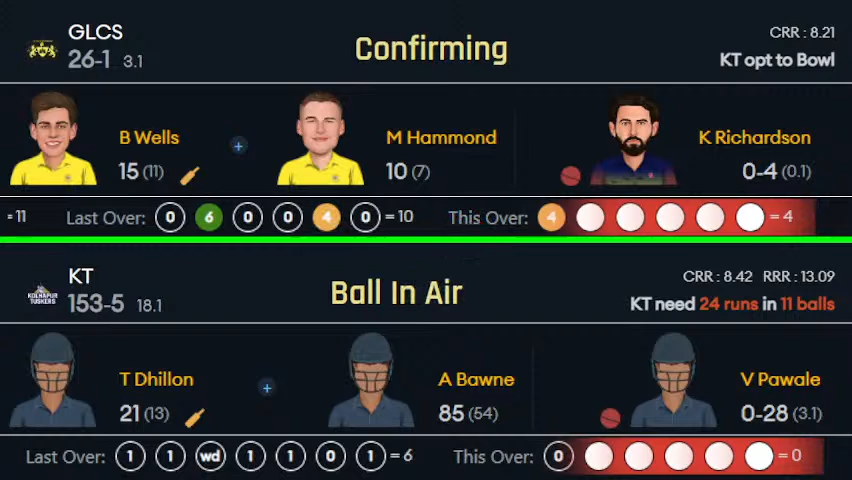 GLCS
26-1 3.1
Confirming
CRR : 8.21
KT opt to Bowl
B Wells
15 (11)
+
M Hammond
10 (7)
K Richardson
0-4 (0.1)
= 11 Last Over: 0 6 0 0 4 0 = 10 This Over: 4 = 4
KOLHAPUR
TUSKERS
KT
153-5 18.1
Ball In Air
CRR : 8.42 RRR : 13.09
KT need 24 runs in 11 balls
T Dhillon
21 (13)
+
A Bawne
85 (54)
V Pawale
0-28 (3.1)
Last Over: 1 1 wd 1 1 0 1 = 6 This Over: 0 = 0